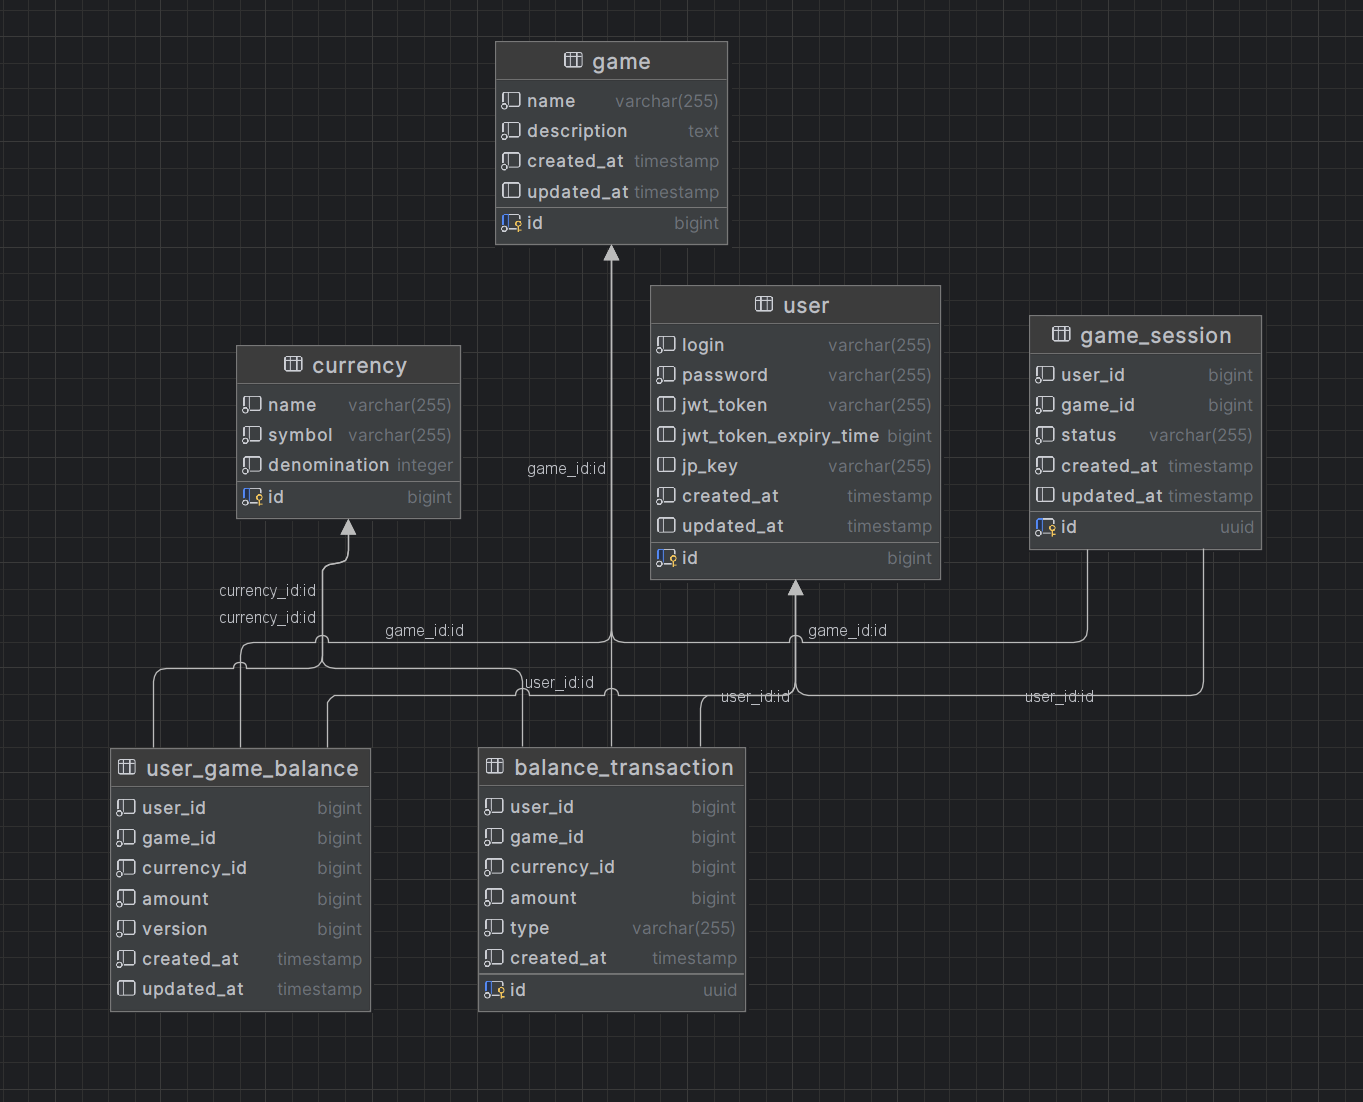 game
name varchar(255)
description text
created_at timestamp
updated_at timestamp
id bigint
user
login varchar(255)
password varchar(255)
jwt_token varchar(255)
jwt_token_expiry_time bigint
jp_key varchar(255)
created_at timestamp
updated_at timestamp
id bigint
game_session
user_id bigint
game_id bigint
status varchar(255)
created_at timestamp
updated_at timestamp
id uuid
currency
name varchar(255)
symbol varchar(255)
denomination integer
id bigint
game_id:id
currency_id:id
currency_id:id
game_id:id
game_id:id
user_id:id
user_id:id
user_id:id
user_game_balance
user_id bigint
game_id bigint
currency_id bigint
amount bigint
version bigint
created_at timestamp
updated_at timestamp
balance_transaction
user_id bigint
game_id bigint
currency_id bigint
amount bigint
type varchar(255)
created_at timestamp
id uuid